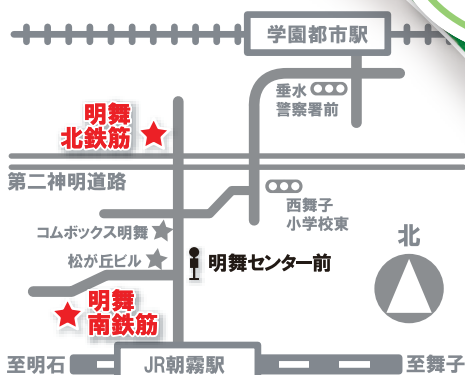 学園都市駅
垂水
警察署前
明舞
北鉄筋
第二神明道路
西舞子
小学校東
コムボックス明舞
北
松が丘ビル
明舞センター前
明舞
南鉄筋
至明石
JR朝霧駅
至舞子